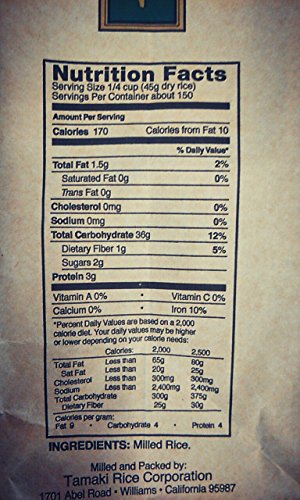 Nutrition Facts
Serving Size 1/4 cup (45g dry rice)
Servings Per Container about 150
Amount Per Serving
Calories 170 Calories from Fat 10
% Daily Value*
Total Fat 1.5g 2%
Saturated Fat 0g 0%
Trans Fat 0g
Cholesterol 0mg 0%
Sodium 0mg 0%
Total Carbohydrate 36g 12%
Dietary Fiber 1g 5%
Sugars 2g
Protein 3g
Vitamin A 0% • Vitamin C 0%
Calcium 0% • Iron 10%
*Percent Daily Values are based on a 2,000
calorie diet. Your daily values may be higher
or lower depending on your calorie needs:
Calories: 2,000 2,500
Total Fat Less than 65g 80g
Sat Fat Less than 20g 25g
Cholesterol Less than 300mg 300mg
Sodium Less than 2,400mg 2,400mg
Total Carbohydrate 300g 375g
Dietary Fiber 25g 30g
Calories per gram:
Fat 9 • Carbohydrate 4 • Protein 4
INGREDIENTS: Milled Rice.
Milled and Packed by:
Tamaki Rice Corporation
1701 Abel Road • Williams • California 95987